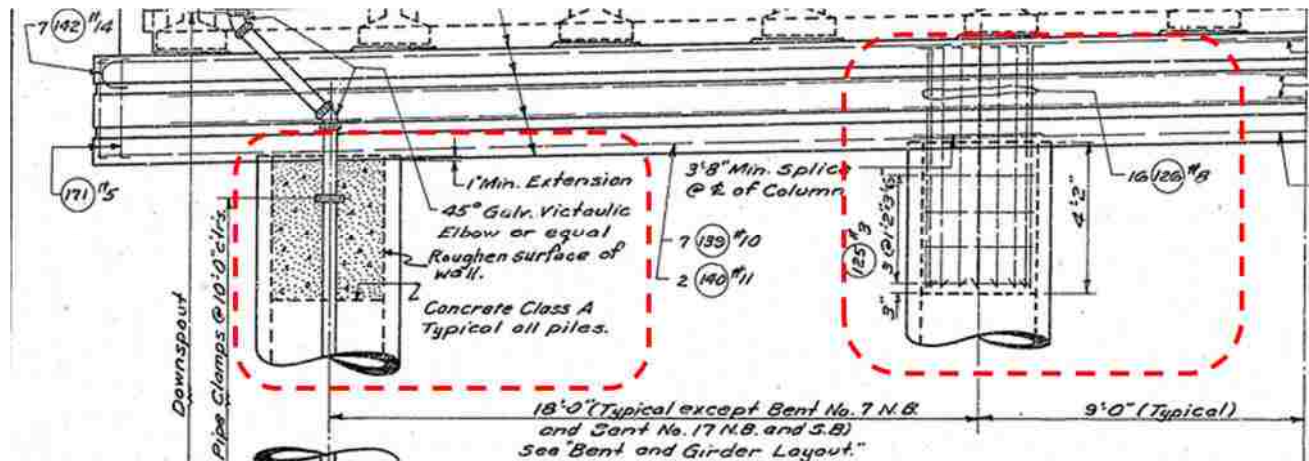 7 142 #14
171 #5
Downspout
Pipe Clamps @ 10'0" ctrs.
1" Min. Extension
45° Galv. Victaulic
Elbow or equal
Roughen surface of
wall.
Concrete Class A
Typical all piles.
3'8" Min. Splice
@ ℄ of Column
7 139 #10
2 140 #11
125 #3
3 @ 1'2" 3'6"
3"
16 126 #8
4'2"
18'-0" (Typical except Bent No. 7 N.B.
and Sant No. 17 N.B. and S.B)
See "Bent and Girder Layout."
9'-0" (Typical)